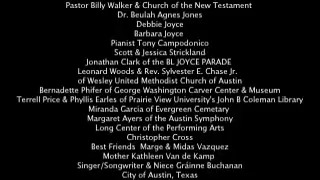 Pastor Billy Walker & Church of the New Testament
Dr. Beulah Agnes Jones
Debbie Joyce
Barbara Joyce
Pianist Tony Campodonico
Scott & Jessica Strickland
Jonathan Clark of the BL JOYCE PARADE
Leonard Woods & Rev. Sylvester E. Chase Jr.
of Wesley United Methodist Church of Austin
Bernadette Phifer of George Washington Carver Center & Museum
Terrell Price & Phyllis Earles of Prairie View University's John B Coleman Library
Miranda Garcia of Evergreen Cemetary
Margaret Ayers of the Austin Symphony
Long Center of the Performing Arts
Christopher Cross
Best Friends  Marge & Midas Vazquez
Mother Kathleen Van de Kamp
Singer/Songwriter & Niece Gráinne Buchanan
City of Austin, Texas